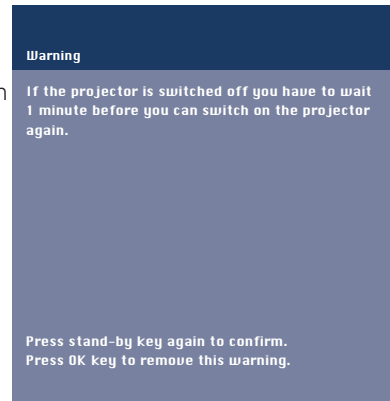 Warning
n
If the projector is switched off you have to wait
1 minute before you can switch on the projector
again.
Press stand-by key again to confirm.
Press OK key to remove this warning.